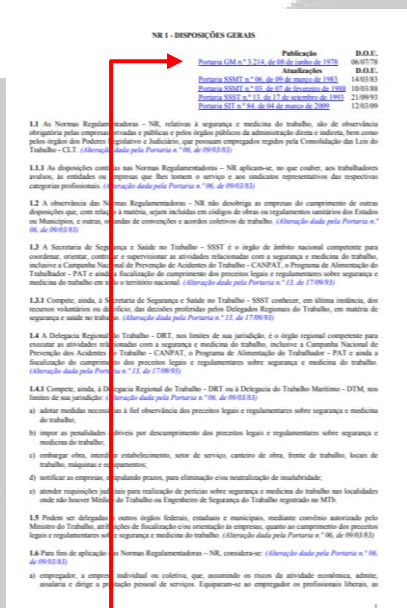 NR 1 - DISPOSIÇÕES GERAIS
Publicação D.O.U.
Portaria GM n.º 3.214, de 08 de junho de 1978 06/07/78
Atualizações D.O.U.
Portaria SSMT n.º 06, de 09 de março de 1983 14/03/83
Portaria SSMT n.º 03, de 07 de fevereiro de 1988 10/03/88
Portaria SSST n.º 13, de 17 de setembro de 1993 21/09/93
Portaria SIT n.º 84, de 04 de março de 2009 12/03/09
1.1 As Normas Regulamentadoras - NR, relativas à segurança e medicina do trabalho, são de observância
obrigatória pelas empresas privadas e públicas e pelos órgãos públicos da administração direta e indireta, bem como
pelos órgãos dos Poderes Legislativo e Judiciário, que possuam empregados regidos pela Consolidação das Leis do
Trabalho - CLT. (Alteração dada pela Portaria n.º 06, de 09/03/83)
1.1.1 As disposições contidas nas Normas Regulamentadoras – NR aplicam-se, no que couber, aos trabalhadores
avulsos, às entidades ou empresas que lhes tomem o serviço e aos sindicatos representativos das respectivas
categorias profissionais. (Alteração dada pela Portaria n.º 06, de 09/03/83)
1.2 A observância das Normas Regulamentadoras - NR não desobriga as empresas do cumprimento de outras
disposições que, com relação à matéria, sejam incluídas em códigos de obras ou regulamentos sanitários dos Estados
ou Municípios, e outras, oriundas de convenções e acordos coletivos de trabalho. (Alteração dada pela Portaria n.º
06, de 09/03/83)
1.3 A Secretaria de Segurança e Saúde no Trabalho - SSST é o órgão de âmbito nacional competente para
coordenar, orientar, controlar e supervisionar as atividades relacionadas com a segurança e medicina do trabalho,
inclusive a Campanha Nacional de Prevenção de Acidentes do Trabalho - CANPAT, o Programa de Alimentação do
Trabalhador - PAT e ainda a fiscalização do cumprimento dos preceitos legais e regulamentares sobre segurança e
medicina do trabalho em todo o território nacional. (Alteração dada pela Portaria n.º 13, de 17/09/93)
1.3.1 Compete, ainda, à Secretaria de Segurança e Saúde no Trabalho - SSST conhecer, em última instância, dos
recursos voluntários ou de ofício, das decisões proferidas pelos Delegados Regionais do Trabalho, em matéria de
segurança e saúde no trabalho. (Alteração dada pela Portaria n.º 13, de 17/09/93)
1.4 A Delegacia Regional do Trabalho - DRT, nos limites de sua jurisdição, é o órgão regional competente para
executar as atividades relacionadas com a segurança e medicina do trabalho, inclusive a Campanha Nacional de
Prevenção dos Acidentes do Trabalho - CANPAT, o Programa de Alimentação do Trabalhador - PAT e ainda a
fiscalização do cumprimento dos preceitos legais e regulamentares sobre segurança e medicina do trabalho.
(Alteração dada pela Portaria n.º 13, de 17/09/93)
1.4.1 Compete, ainda, à Delegacia Regional do Trabalho - DRT ou à Delegacia do Trabalho Marítimo - DTM, nos
limites de sua jurisdição: (Alteração dada pela Portaria n.º 06, de 09/03/83)
a) adotar medidas necessárias à fiel observância dos preceitos legais e regulamentares sobre segurança e medicina
do trabalho;
b) impor as penalidades cabíveis por descumprimento dos preceitos legais e regulamentares sobre segurança e
medicina do trabalho;
c) embargar obra, interditar estabelecimento, setor de serviço, canteiro de obra, frente de trabalho, locais de
trabalho, máquinas e equipamentos;
d) notificar as empresas, estipulando prazos, para eliminação e/ou neutralização de insalubridade;
e) atender requisições judiciais para realização de perícias sobre segurança e medicina do trabalho nas localidades
onde não houver Médico do Trabalho ou Engenheiro de Segurança do Trabalho registrado no MTb.
1.5 Podem ser delegadas a outros órgãos federais, estaduais e municipais, mediante convênio autorizado pelo
Ministro do Trabalho, atribuições de fiscalização e/ou orientação às empresas, quanto ao cumprimento dos preceitos
legais e regulamentares sobre segurança e medicina do trabalho. (Alteração dada pela Portaria n.º 06, de 09/03/83)
1.6 Para fins de aplicação das Normas Regulamentadoras – NR, considera-se: (Alteração dada pela Portaria n.º 06,
de 09/03/83)
a) empregador, a empresa individual ou coletiva, que, assumindo os riscos da atividade econômica, admite,
assalaria e dirige a prestação pessoal de serviços. Equiparam-se ao empregador os profissionais liberais, as
1